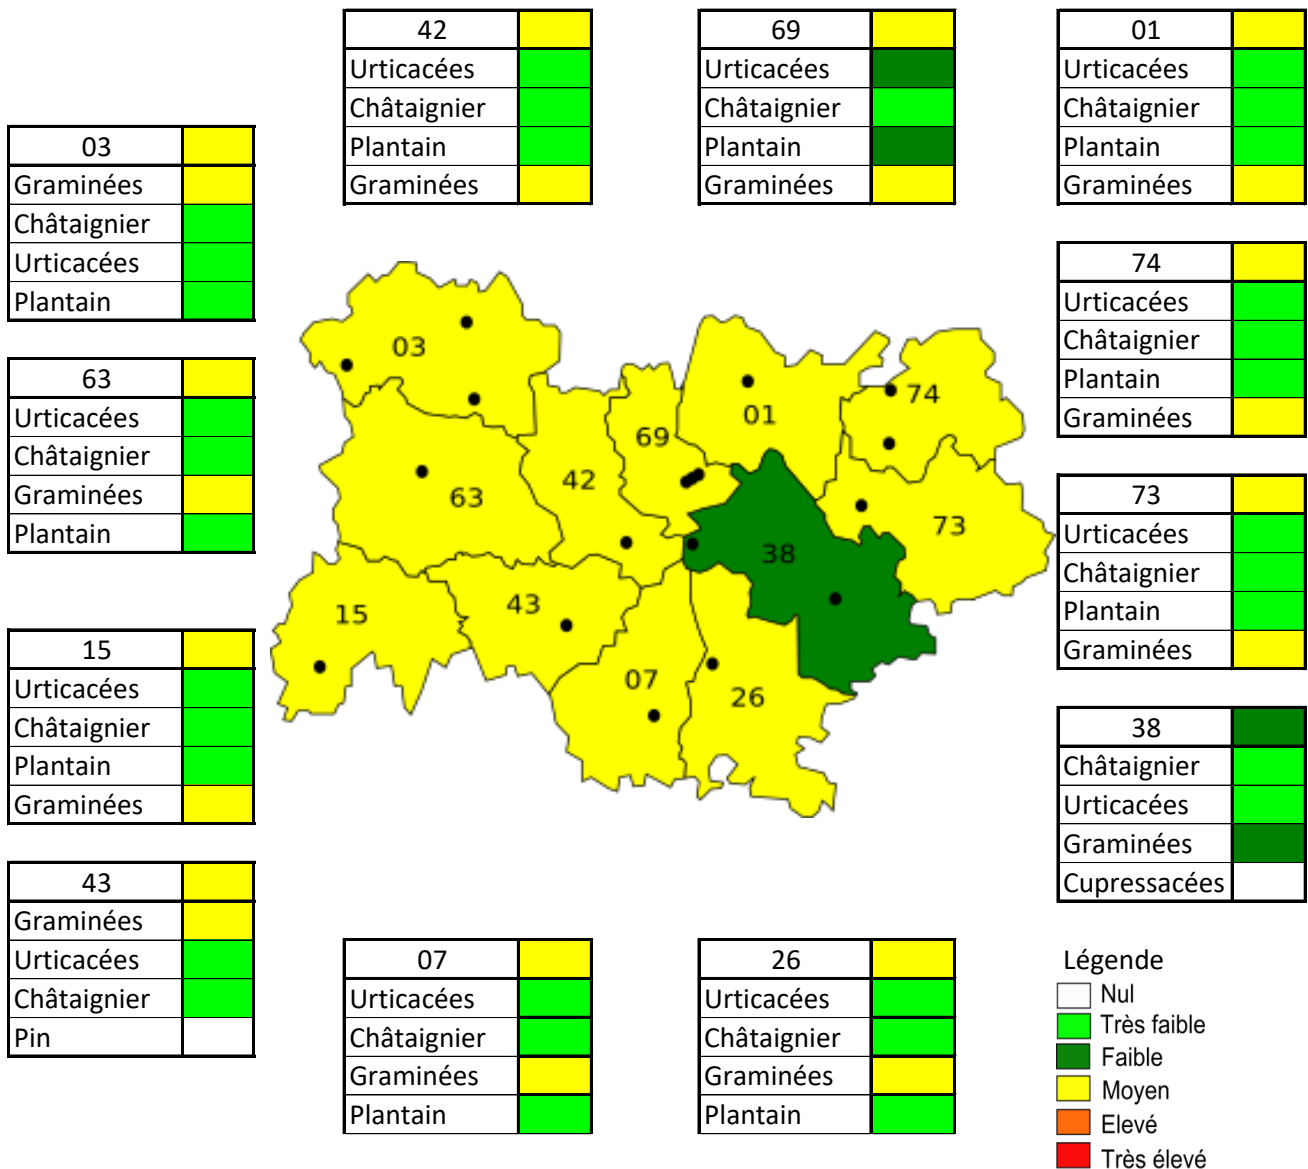 42
Urticacées
Châtaignier
Plantain
Graminées
69
Urticacées
Châtaignier
Plantain
Graminées
01
Urticacées
Châtaignier
Plantain
Graminées
03
Graminées
Châtaignier
Urticacées
Plantain
74
Urticacées
Châtaignier
Plantain
Graminées
63
Urticacées
Châtaignier
Graminées
Plantain
03
74
01
69
42
63
73
38
43
15
07
26
73
Urticacées
Châtaignier
Plantain
Graminées
15
Urticacées
Châtaignier
Plantain
Graminées
38
Châtaignier
Urticacées
Graminées
Cupressacées
43
Graminées
Urticacées
Châtaignier
Pin
07
Urticacées
Châtaignier
Graminées
Plantain
26
Urticacées
Châtaignier
Graminées
Plantain
Légende
Nul
Très faible
Faible
Moyen
Elevé
Très élevé